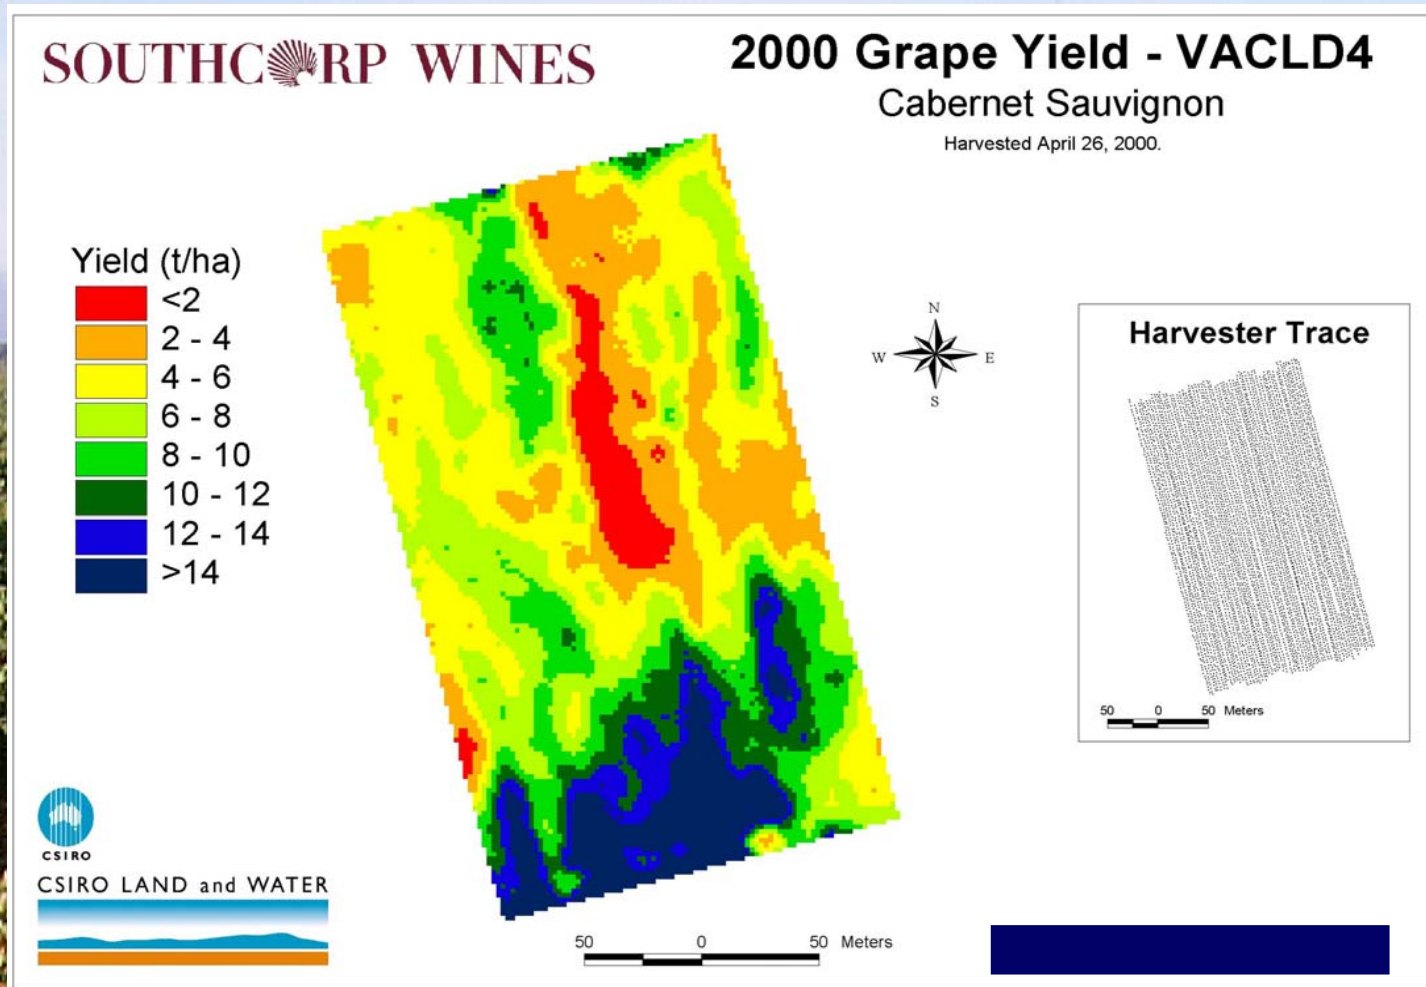 SOUTHCORP WINES
2000 Grape Yield - VACLD4
Cabernet Sauvignon
Harvested April 26, 2000.
Yield (t/ha)
<2
2 - 4
4 - 6
6 - 8
8 - 10
10 - 12
12 - 14
>14
N
W E
S
Harvester Trace
50 0 50 Meters
CSIRO
CSIRO LAND and WATER
50 0 50 Meters